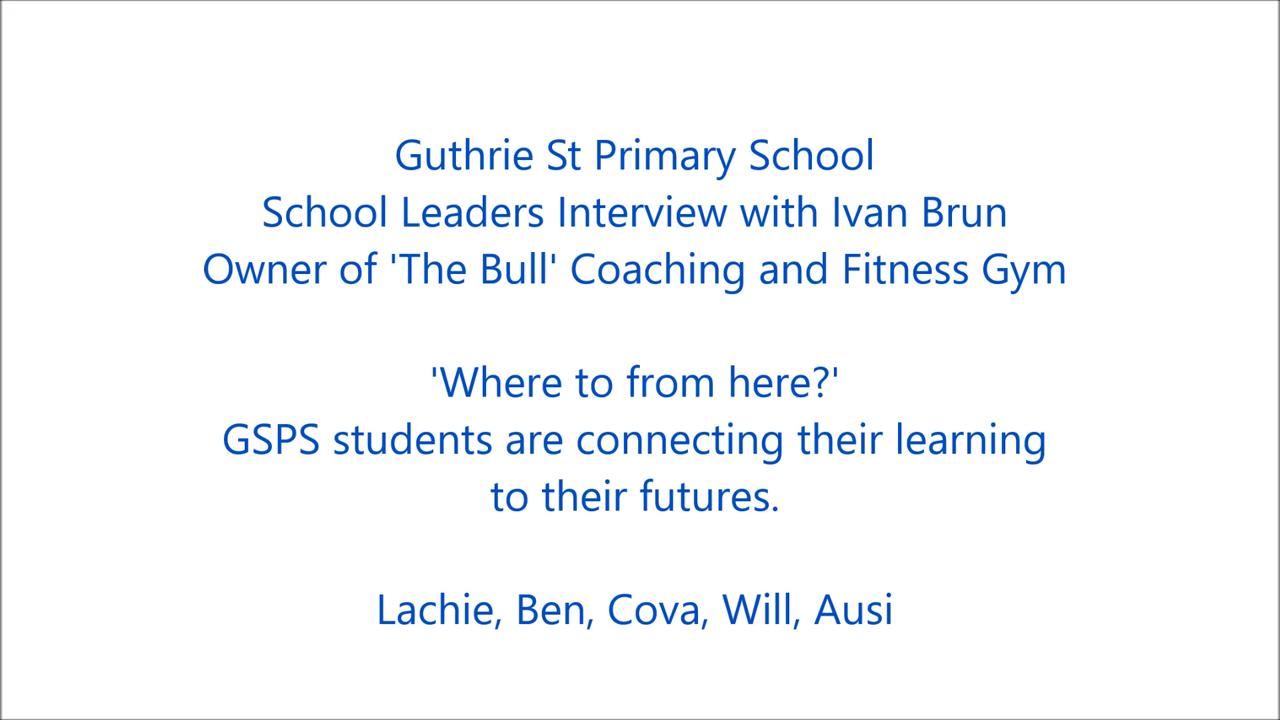 Guthrie St Primary School
School Leaders Interview with Ivan Brun
Owner of 'The Bull' Coaching and Fitness Gym
'Where to from here?'
GSPS students are connecting their learning
to their futures.
Lachie, Ben, Cova, Will, Ausi